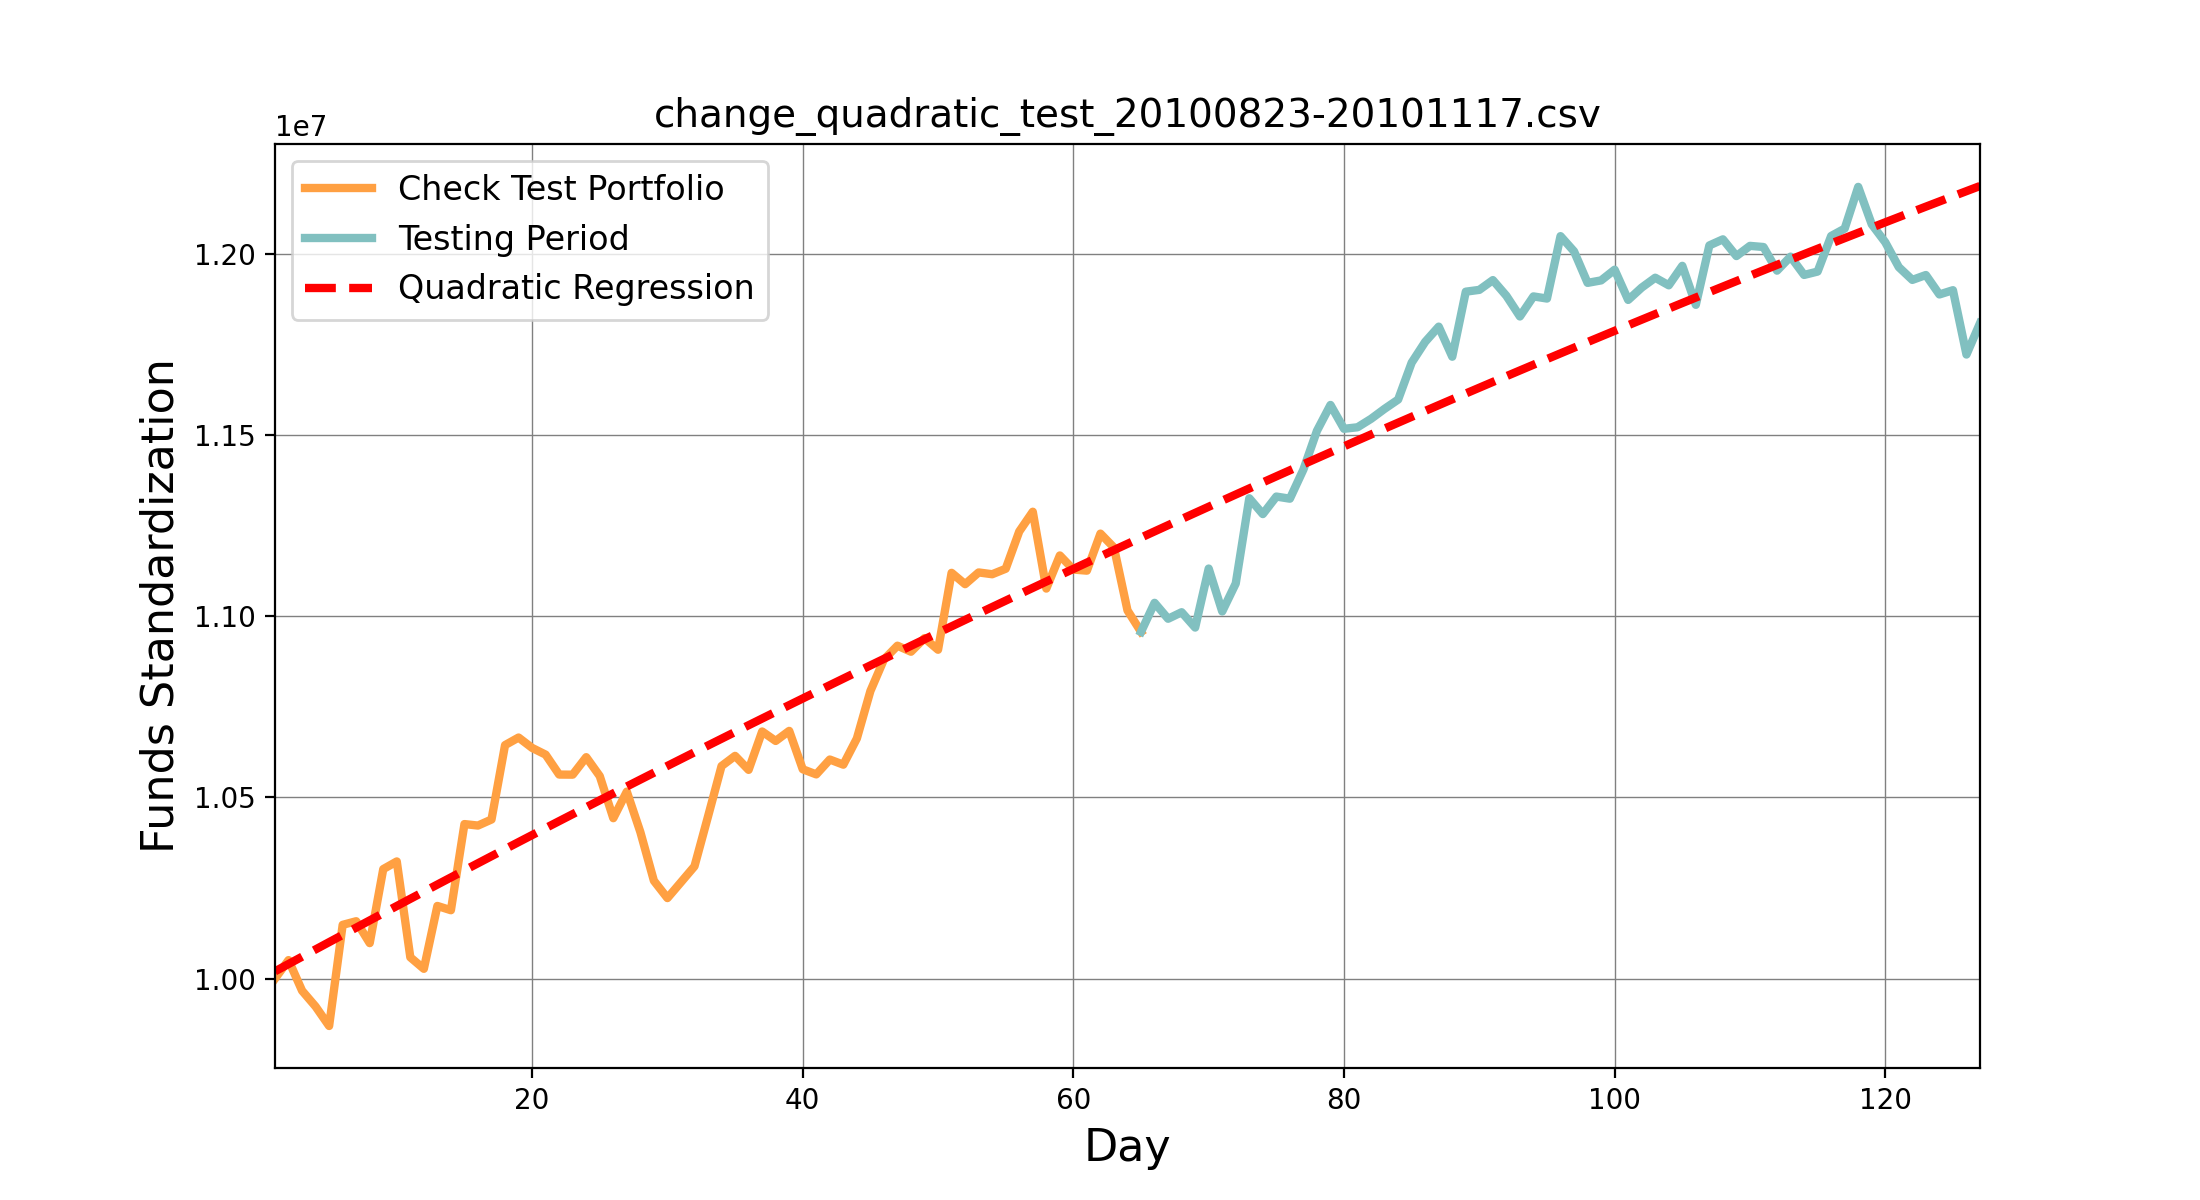 change_quadratic_test_20100823-20101117.csv
1e7
Check Test Portfolio
Testing Period
Quadratic Regression
Funds Standardization
1.20
1.15
1.10
1.05
1.00
20 40 60 80 100 120
Day